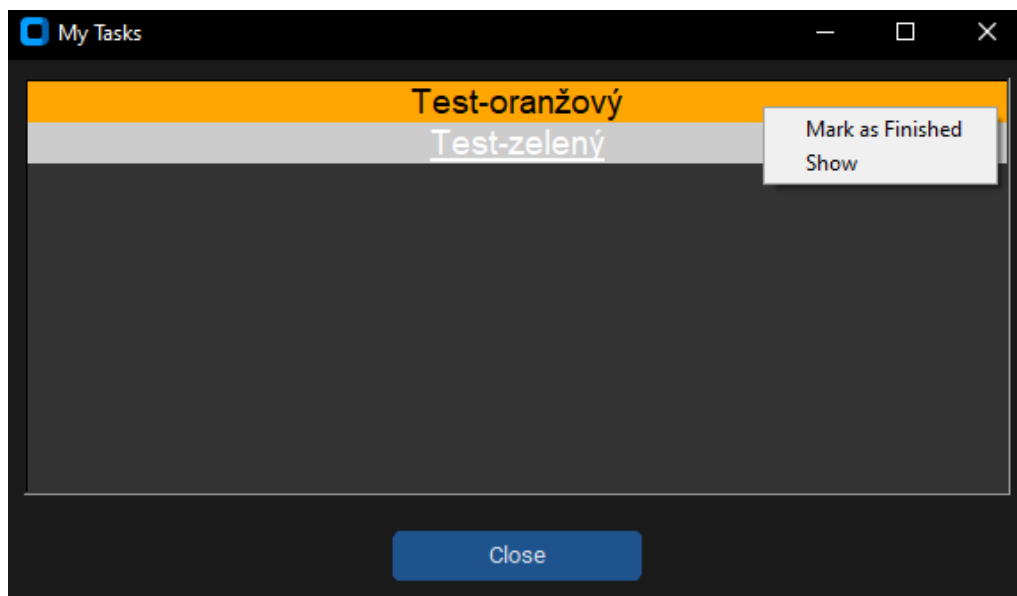 My Tasks
Test-oranžový
Mark as Finished
Test-zelený
Show
Close